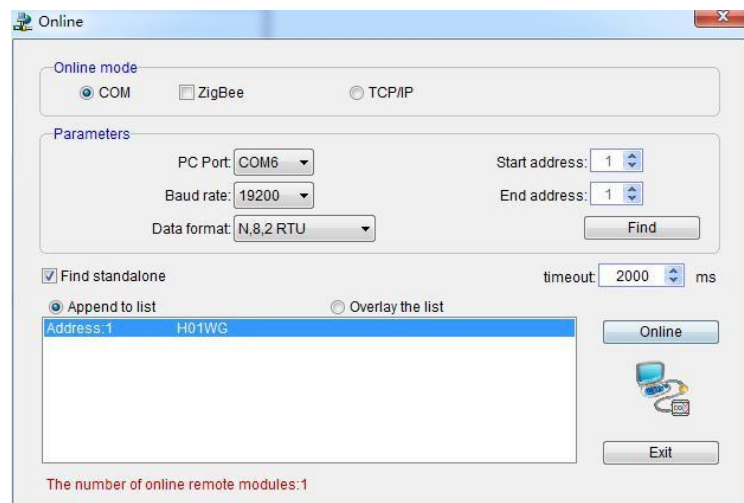 Online
Online mode
COM ZigBee TCP/IP
Parameters
PC Port: COM6 Start address: 1
Baud rate: 19200 End address: 1
Data format: N,8,2 RTU Find
Find standalone timeout: 2000 ms
Append to list Overlay the list
Address:1 H01WG
Online
Exit
The number of online remote modules:1